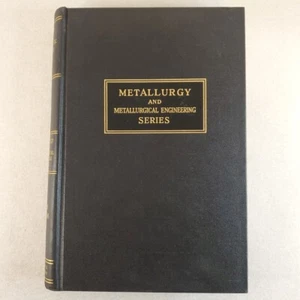 METALLURGY
AND
METALLURGICAL ENGINEERING
SERIES